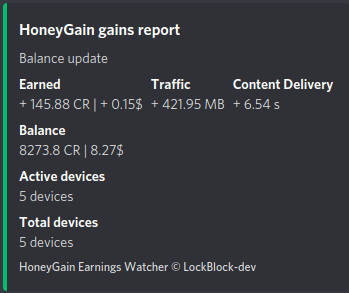 HoneyGain gains report
Balance update
Earned Traffic Content Delivery
+ 145.88 CR | + 0.15$ + 421.95 MB + 6.54 s
Balance
8273.8 CR | 8.27$
Active devices
5 devices
Total devices
5 devices
HoneyGain Earnings Watcher © LockBlock-dev